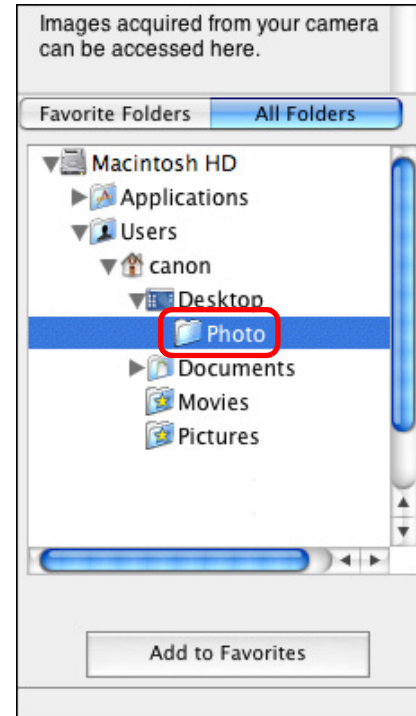 Images acquired from your camera
can be accessed here.
Favorite Folders All Folders
Macintosh HD
Applications
Users
canon
Desktop
Photo
Documents
Movies
Pictures
Add to Favorites